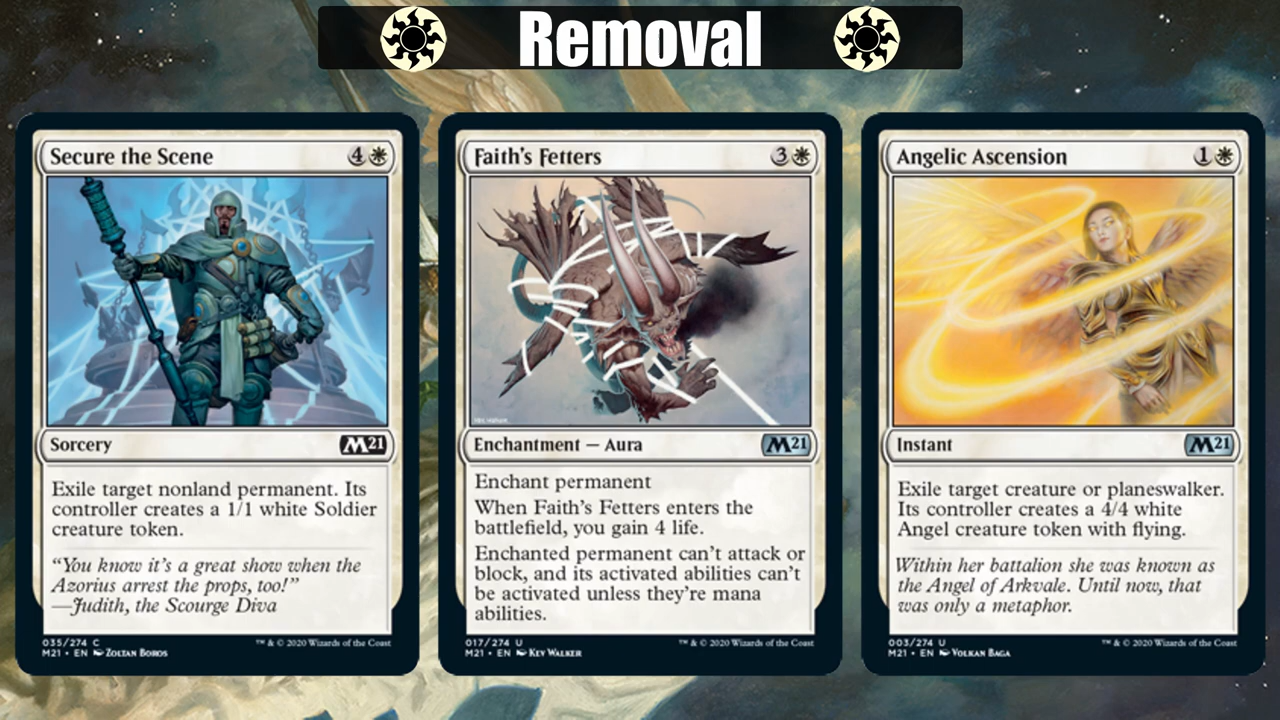 Removal
Secure the Scene
4
Sorcery
M21
Exile target nonland permanent. Its
controller creates a 1/1 white Soldier
creature token.
“You know it’s a great show when the
Azorius arrest the props, too!”
—Judith, the Scourge Diva
035/274 C
M21 • EN Zoltan Boros
™ & © 2020 Wizards of the Coast
Faith’s Fetters
3
Enchantment — Aura
M21
Enchant permanent
When Faith’s Fetters enters the
battlefield, you gain 4 life.
Enchanted permanent can’t attack or
block, and its activated abilities can’t
be activated unless they’re mana
abilities.
017/274 U
M21 • EN Kev Walker
™ & © 2020 Wizards of the Coast
Angelic Ascension
1
Instant
M21
Exile target creature or planeswalker.
Its controller creates a 4/4 white
Angel creature token with flying.
Within her battalion she was known as
the Angel of Arkvale. Until now, that
was only a metaphor.
003/274 U
M21 • EN Volkan Baga
™ & © 2020 Wizards of the Coast